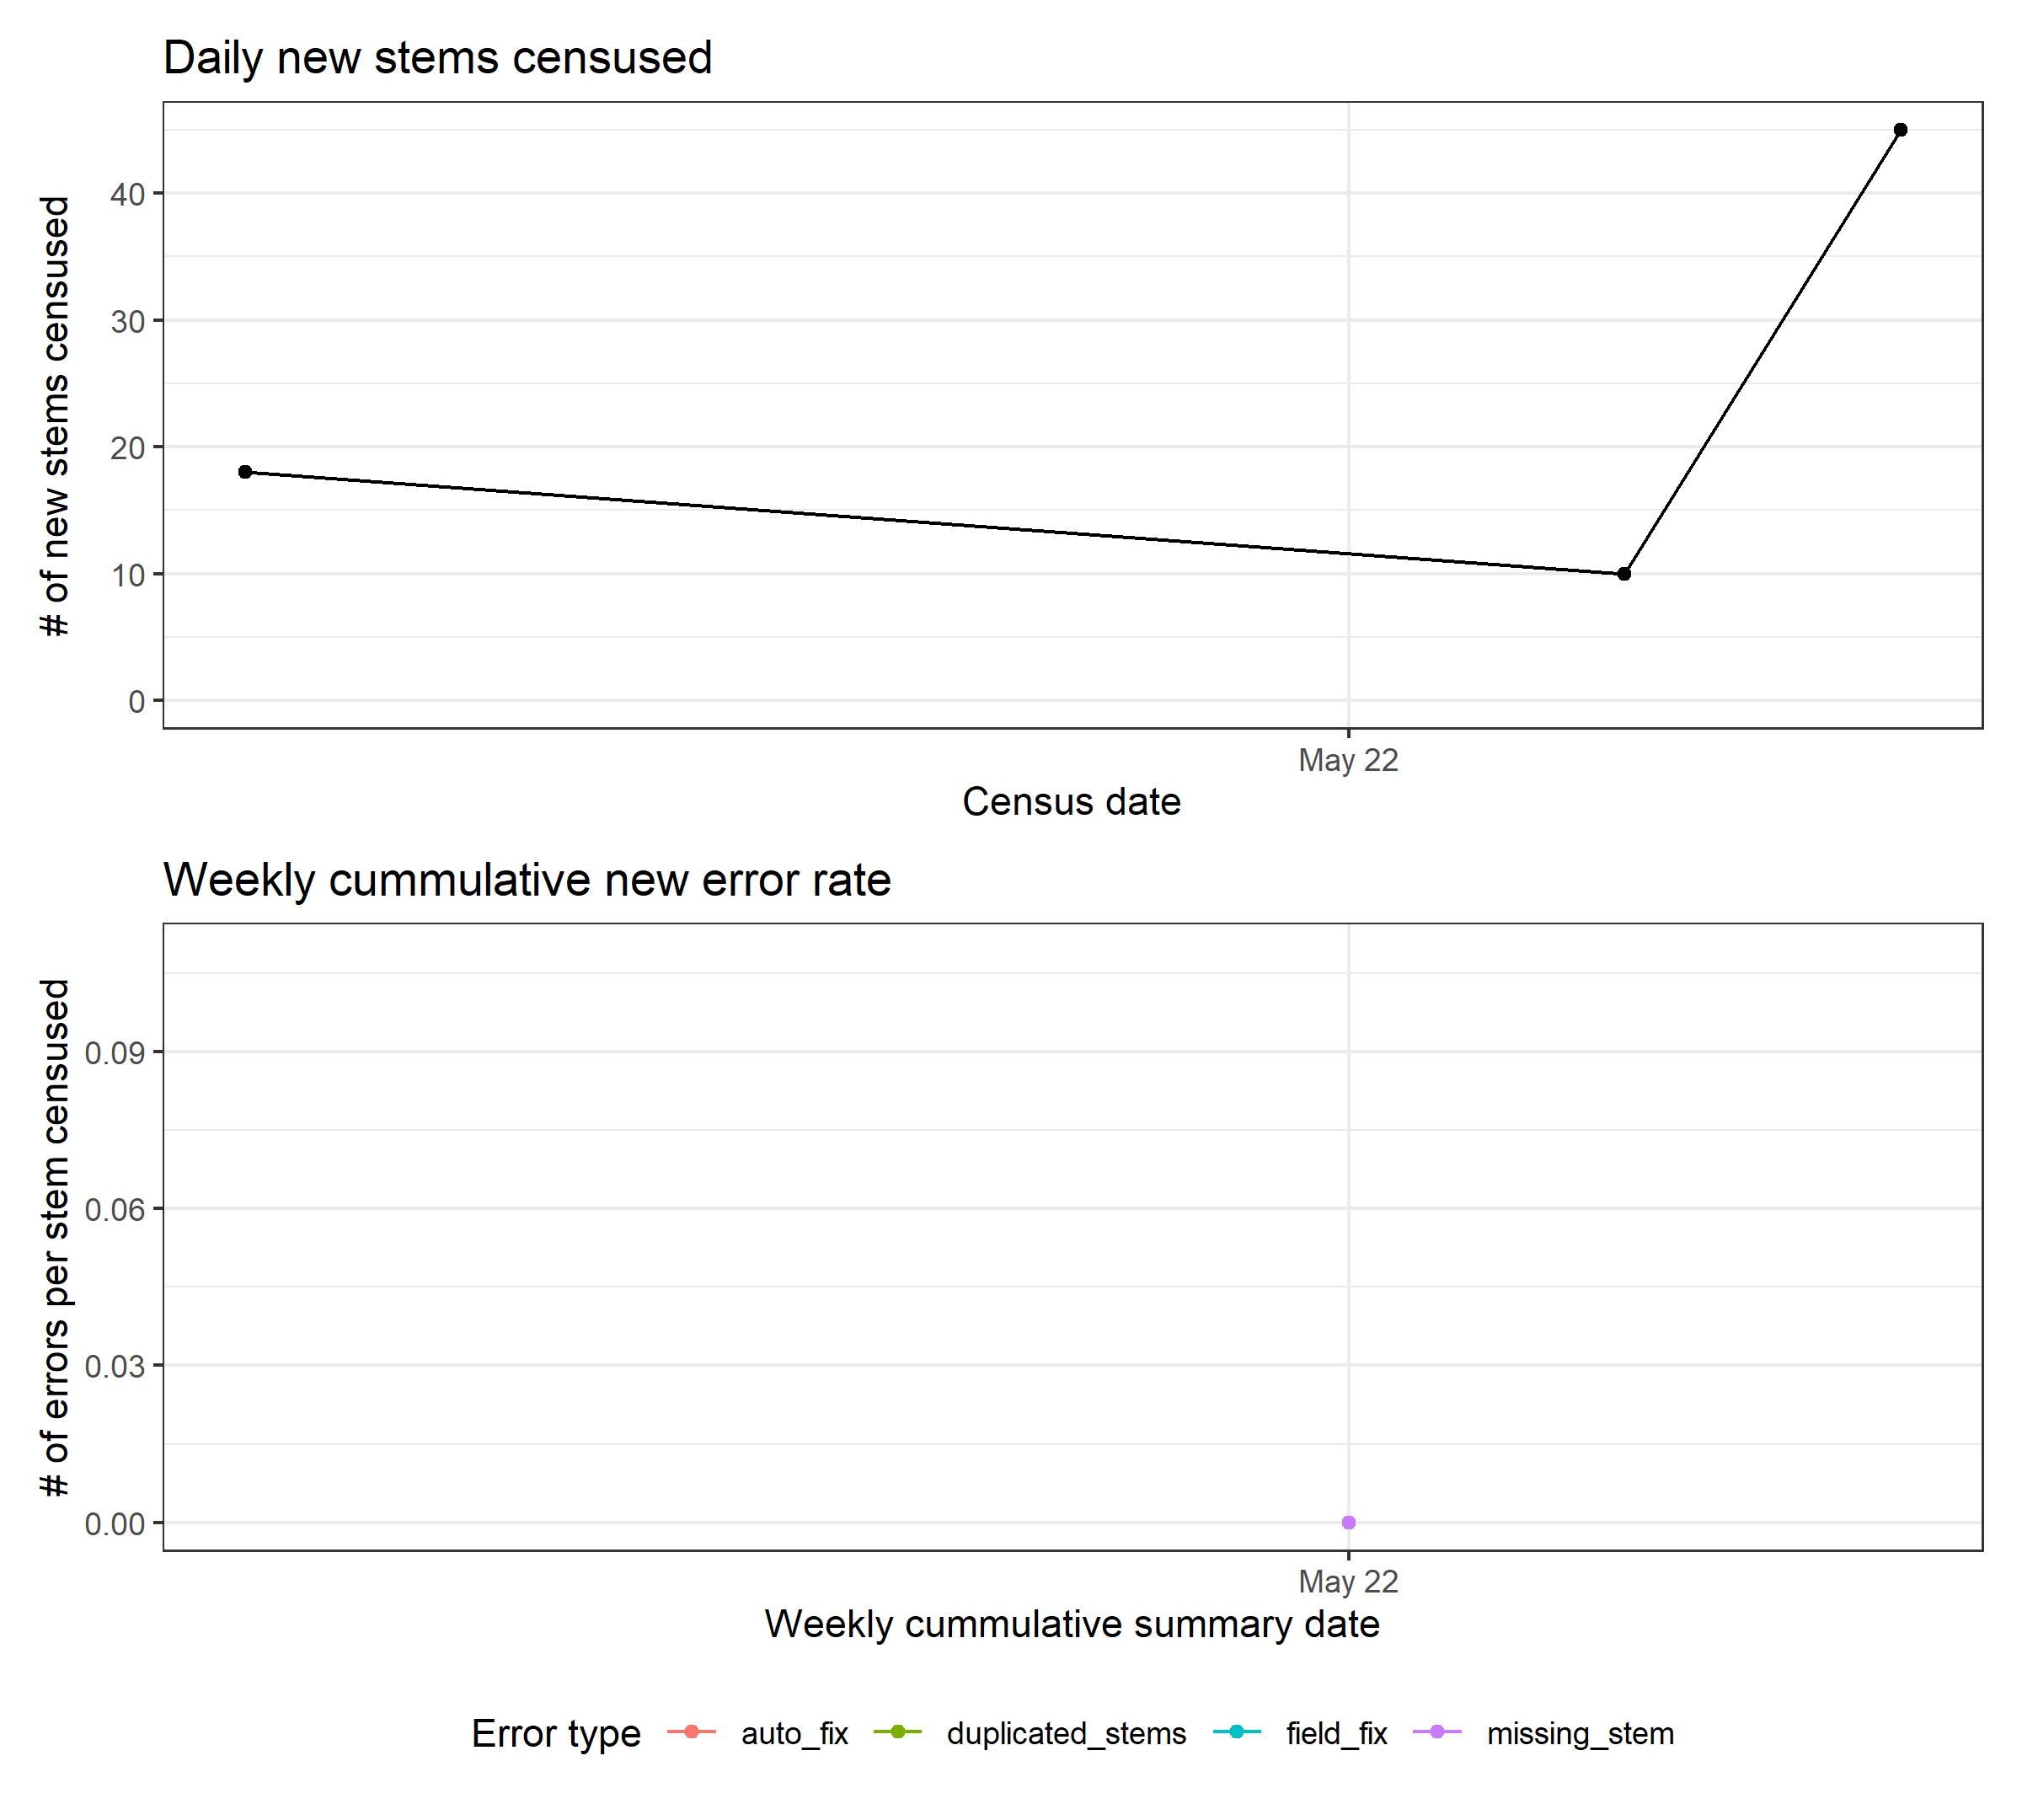 Daily new stems censused
# of new stems censused
40
30
20
10
0
May 22
Census date
Weekly cummulative new error rate
# of errors per stem censused
0.09
0.06
0.03
0.00
May 22
Weekly cummulative summary date
Error type auto_fix duplicated_stems field_fix missing_stem